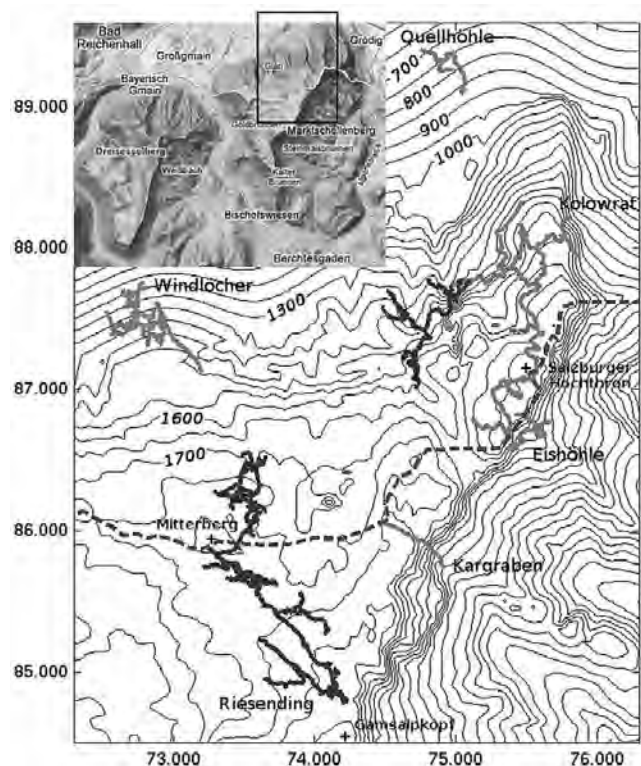 Bad
Reichenhall
Großgmain
Grödig
Bayerisch
Gmain
Marktschellenberg
Dreisesselberg
Bischofswiesen
Berchtesgaden
Quellhöhle
700
800
900
1000
89.000
Kolowrat
88.000
Windlöcher
1300
Salzburger
Hochthron
87.000
1600
1700
Eishöhle
Mitterberg
86.000
Kargraben
85.000
Riesending
Gamsalpkopf
73.000
74.000
75.000
76.000